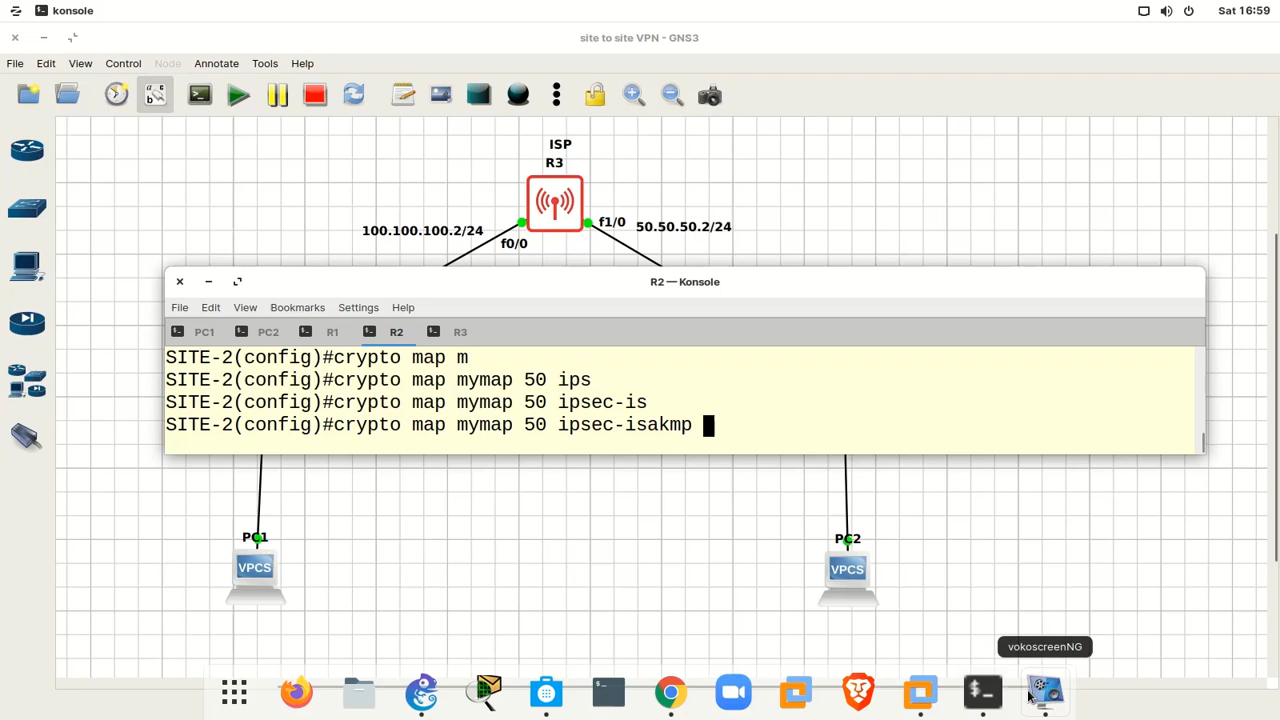 konsole
Sat 16:59
site to site VPN - GNS3
File Edit View Control Node Annotate Tools Help
ISP
R3
100.100.100.2/24
f0/0
f1/0
50.50.50.2/24
R2 — Konsole
File Edit View Bookmarks Settings Help
PC1 PC2 R1 R2 R3
SITE-2(config)#crypto map m
SITE-2(config)#crypto map mymap 50 ips
SITE-2(config)#crypto map mymap 50 ipsec-is
SITE-2(config)#crypto map mymap 50 ipsec-isakmp
PC1
VPCS
PC2
VPCS
vokoscreenNG